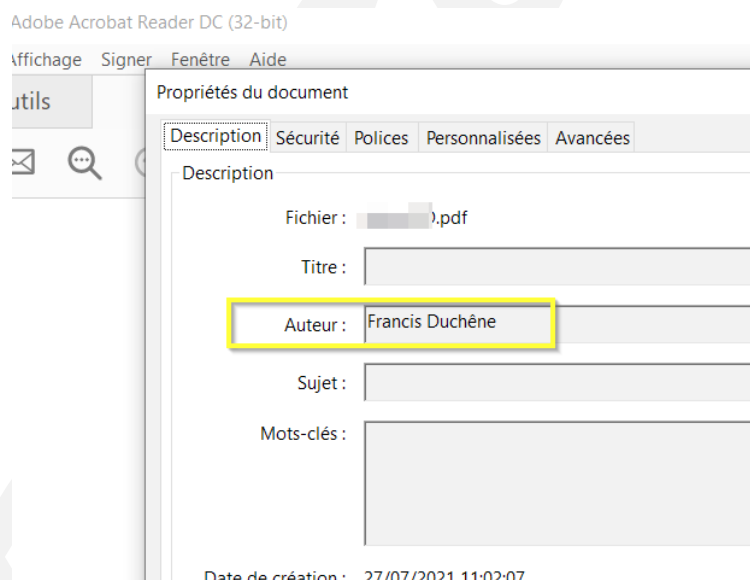 Adobe Acrobat Reader DC (32-bit)
Affichage Signer Fenêtre Aide
utils
Propriétés du document
Description Sécurité Polices Personnalisées Avancées
Description
Fichier : .pdf
Titre :
Auteur : Francis Duchêne
Sujet :
Mots-clés :
Date de création : 27/07/2021 11:02:07